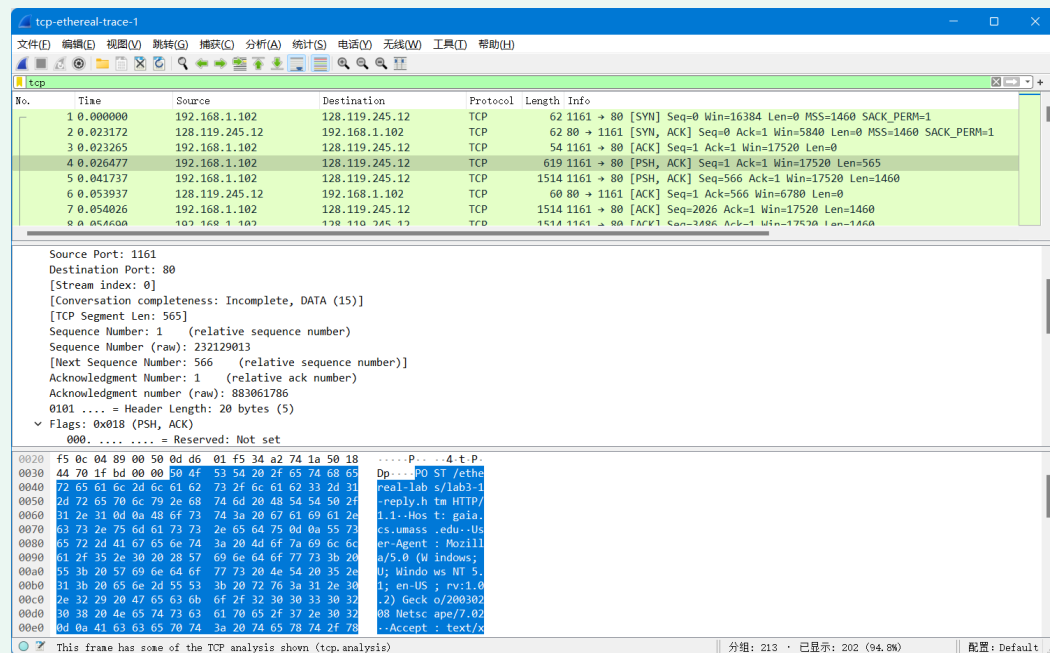 tcp-ethereal-trace-1
文件(F) 编辑(E) 视图(V) 跳转(G) 捕获(C) 分析(A) 统计(S) 电话(Y) 无线(W) 工具(T) 帮助(H)
tcp
No. Time Source Destination Protocol Length Info
1 0.000000 192.168.1.102 128.119.245.12 TCP 62 1161 → 80 [SYN] Seq=0 Win=16384 Len=0 MSS=1460 SACK_PERM=1
2 0.023172 128.119.245.12 192.168.1.102 TCP 62 80 → 1161 [SYN, ACK] Seq=0 Ack=1 Win=5840 Len=0 MSS=1460 SACK_PERM=1
3 0.023265 192.168.1.102 128.119.245.12 TCP 54 1161 → 80 [ACK] Seq=1 Ack=1 Win=17520 Len=0
4 0.026477 192.168.1.102 128.119.245.12 TCP 619 1161 → 80 [PSH, ACK] Seq=1 Ack=1 Win=17520 Len=565
5 0.041737 192.168.1.102 128.119.245.12 TCP 1514 1161 → 80 [PSH, ACK] Seq=566 Ack=1 Win=17520 Len=1460
6 0.053937 128.119.245.12 192.168.1.102 TCP 60 80 → 1161 [ACK] Seq=1 Ack=566 Win=6780 Len=0
7 0.054026 192.168.1.102 128.119.245.12 TCP 1514 1161 → 80 [ACK] Seq=2026 Ack=1 Win=17520 Len=1460
8 0.054690 192.168.1.102 128.119.245.12 TCP 1514 1161 → 80 [ACK] Seq=3486 Ack=1 Win=17520 Len=1460
Source Port: 1161
Destination Port: 80
[Stream index: 0]
[Conversation completeness: Incomplete, DATA (15)]
[TCP Segment Len: 565]
Sequence Number: 1 (relative sequence number)
Sequence Number (raw): 232129013
[Next Sequence Number: 566 (relative sequence number)]
Acknowledgment Number: 1 (relative ack number)
Acknowledgment number (raw): 883061786
0101 .... = Header Length: 20 bytes (5)
Flags: 0x018 (PSH, ACK)
000. .... .... = Reserved: Not set
0020 f5 0c 04 89 00 50 0d d6 01 f5 34 a2 74 1a 50 18 ·····P·· ··4·t·P·
0030 44 70 1f bd 00 00 50 4f 53 54 20 2f 65 74 68 65 Dp····PO ST /ethe
0040 72 65 61 6c 2d 6c 61 62 73 2f 6c 61 62 33 2d 31 real-lab s/lab3-1
0050 2d 72 65 70 6c 79 2e 68 74 6d 20 48 54 54 50 2f -reply.h tm HTTP/
0060 31 2e 31 0d 0a 48 6f 73 74 3a 20 67 61 69 61 2e 1.1··Hos t: gaia.
0070 63 73 2e 75 6d 61 73 73 2e 65 64 75 0d 0a 55 73 cs.umass .edu··Us
0080 65 72 2d 41 67 65 6e 74 3a 20 4d 6f 7a 69 6c 6c er-Agent : Mozill
0090 61 2f 35 2e 30 20 28 57 69 6e 64 6f 77 73 3b 20 a/5.0 (W indows;
00a0 55 3b 20 57 69 6e 64 6f 77 73 20 4e 54 20 35 2e U; Windo ws NT 5.
00b0 31 3b 20 65 6e 2d 55 53 3b 20 72 76 3a 31 2e 30 1; en-US ; rv:1.0
00c0 2e 32 29 20 47 65 63 6b 6f 2f 32 30 30 33 30 32 .2) Geck o/200302
00d0 30 38 20 4e 65 74 73 63 61 70 65 2f 37 2e 30 32 08 Netsc ape/7.02
00e0 0d 0a 41 63 63 65 70 74 3a 20 74 65 78 74 2f 78 ··Accept : text/x
This frame has some of the TCP analysis shown (tcp.analysis) 分组: 213 · 已显示: 202 (94.8%) 配置: Default